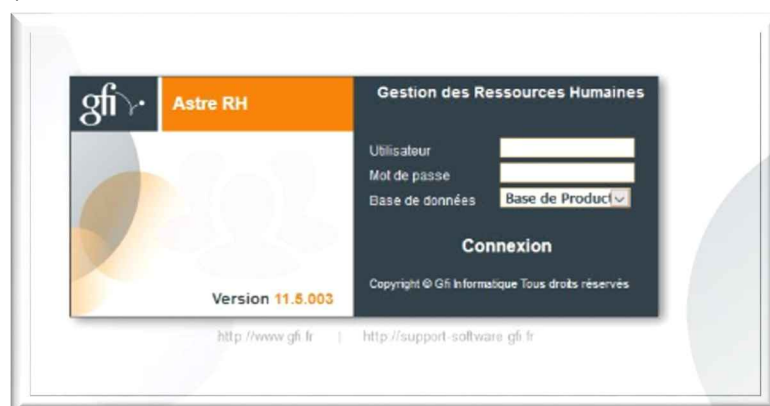 gfi
Astre RH
Gestion des Ressources Humaines
Utilisateur
Mot de passe
Base de données
Base de Product
Connexion
Copyright © Gfi Informatique Tous droits réservés
Version 11.5.003
http://www.gfi.fr | http://support-software.gfi.fr